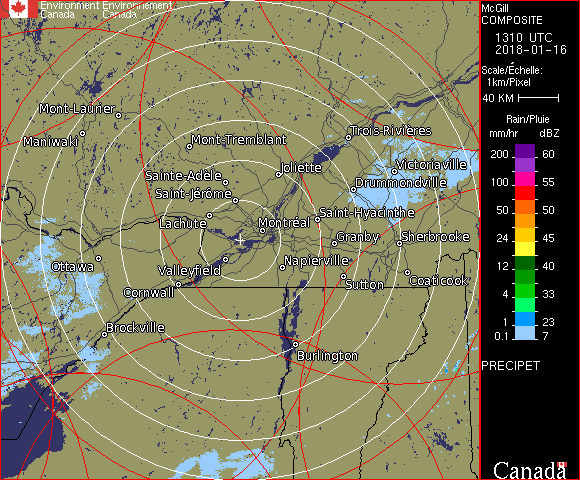 Environment Environnement
Canada Canada
McGill
COMPOSITE
1310 UTC
2018-01-16
Scale/Échelle:
1km/Pixel
40 KM
Rain/Pluie
mm/hr dBZ
200 60
100 55
50 50
24 45
12 40
4 33
1 23
0.1 7
PRECIPET
Canada
Mont-Laurier
Maniwaki
Mont-Tremblant
Trois-Rivières
Joliette
Victoriaville
Sainte-Adèle
Drummondville
Saint-Jérôme
Lachute
Montréal
Saint-Hyacinthe
Granby
Sherbrooke
Ottawa
Valleyfield
Napierville
Cornwall
Sutton
Coaticook
Brockville
Burlington